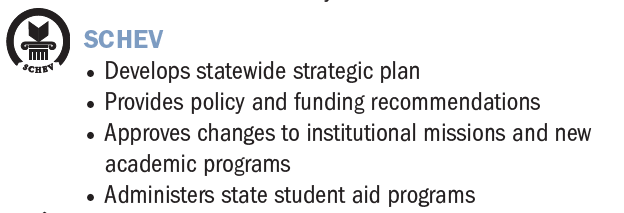 SCHEV
SCHEV
• Develops statewide strategic plan
• Provides policy and funding recommendations
• Approves changes to institutional missions and new
academic programs
• Administers state student aid programs